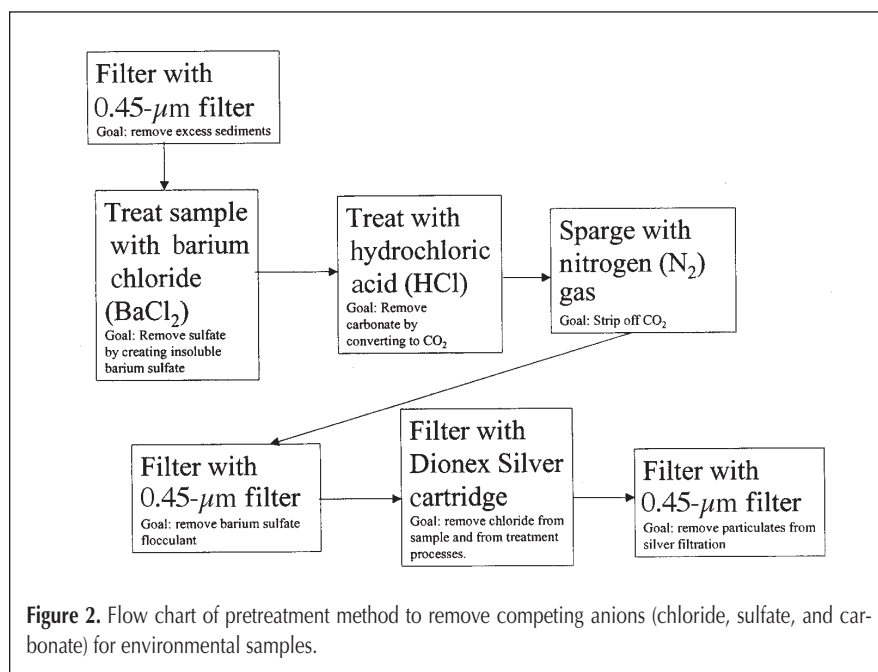 Filter with
0.45-μm filter
Goal: remove excess sediments
Treat sample
with barium
chloride
(BaCl₂)
Goal: Remove sulfate
by creating insoluble
barium sulfate
Treat with
hydrochloric
acid (HCl)
Goal: Remove
carbonate by
converting to CO₂
Sparge with
nitrogen (N₂)
gas
Goal: Strip off CO₂
Filter with
0.45-μm filter
Goal: remove barium sulfate
flocculant
Filter with
Dionex Silver
cartridge
Goal: remove chloride from
sample and from treatment
processes.
Filter with
0.45-μm filter
Goal: remove particulates from
silver filtration
Figure 2. Flow chart of pretreatment method to remove competing anions (chloride, sulfate, and car-
bonate) for environmental samples.